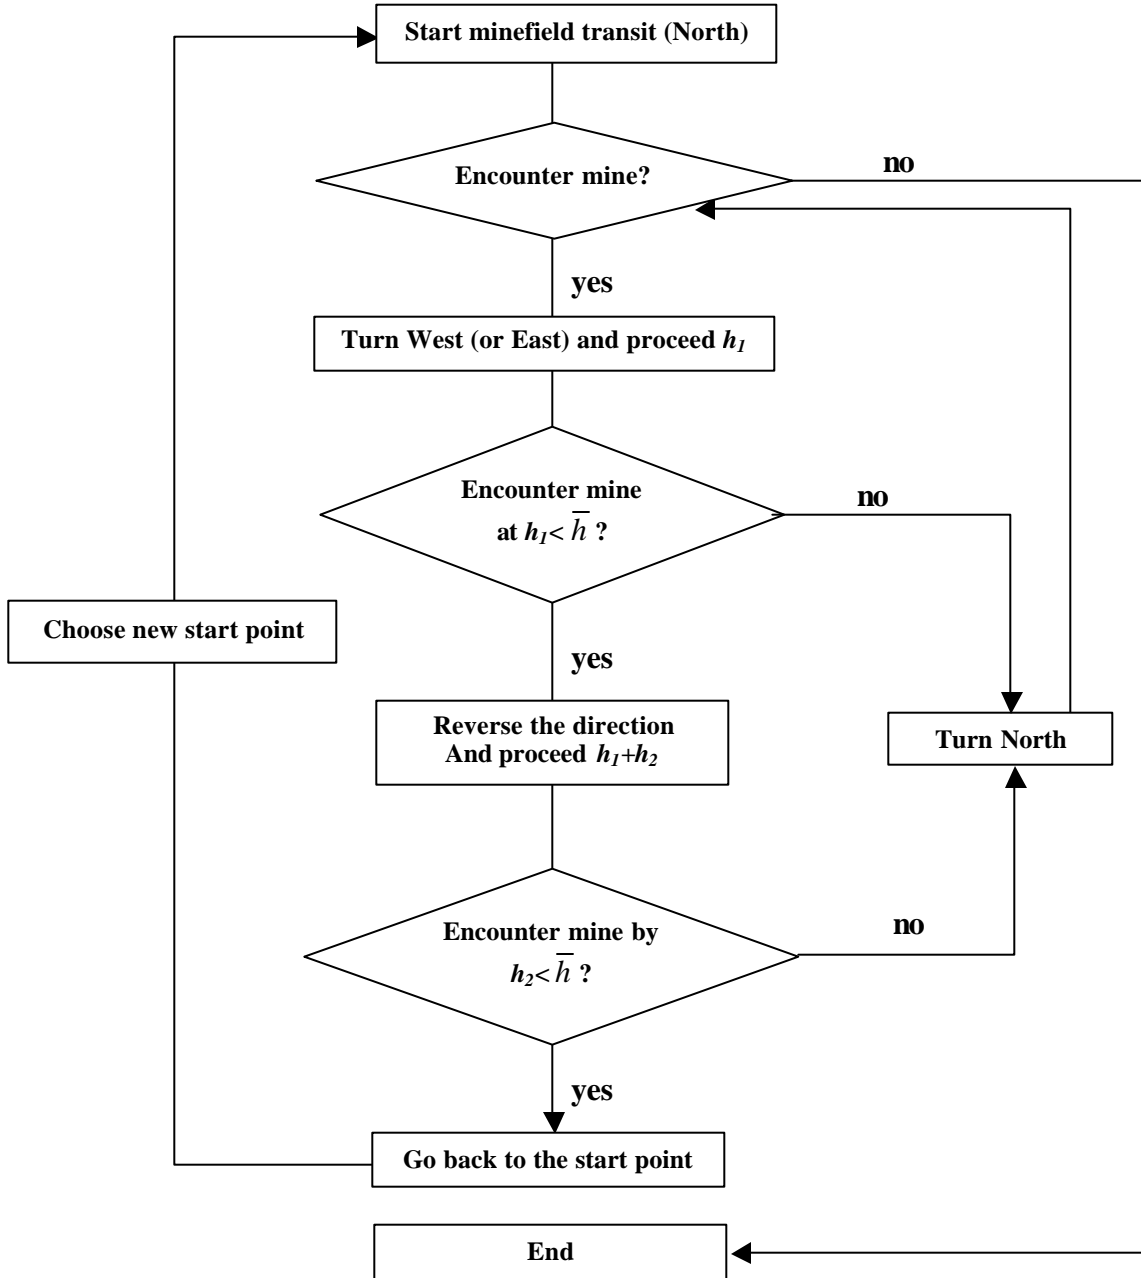 Start minefield transit (North)
Encounter mine?
no
yes
Turn West (or East) and proceed h₁
Encounter mine
at h₁< h̅ ?
no
Choose new start point
yes
Reverse the direction
And proceed h₁+h₂
Turn North
Encounter mine by
h₂< h̅ ?
no
yes
Go back to the start point
End